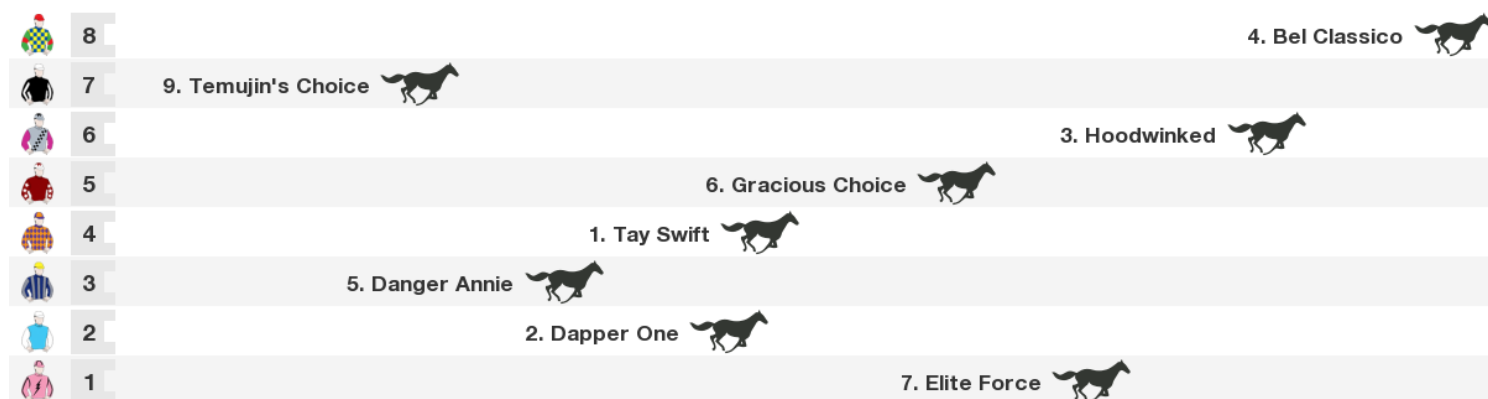 8 4. Bel Classico
7 9. Temujin's Choice
6 3. Hoodwinked
5 6. Gracious Choice
4 1. Tay Swift
3 5. Danger Annie
2 2. Dapper One
1 7. Elite Force